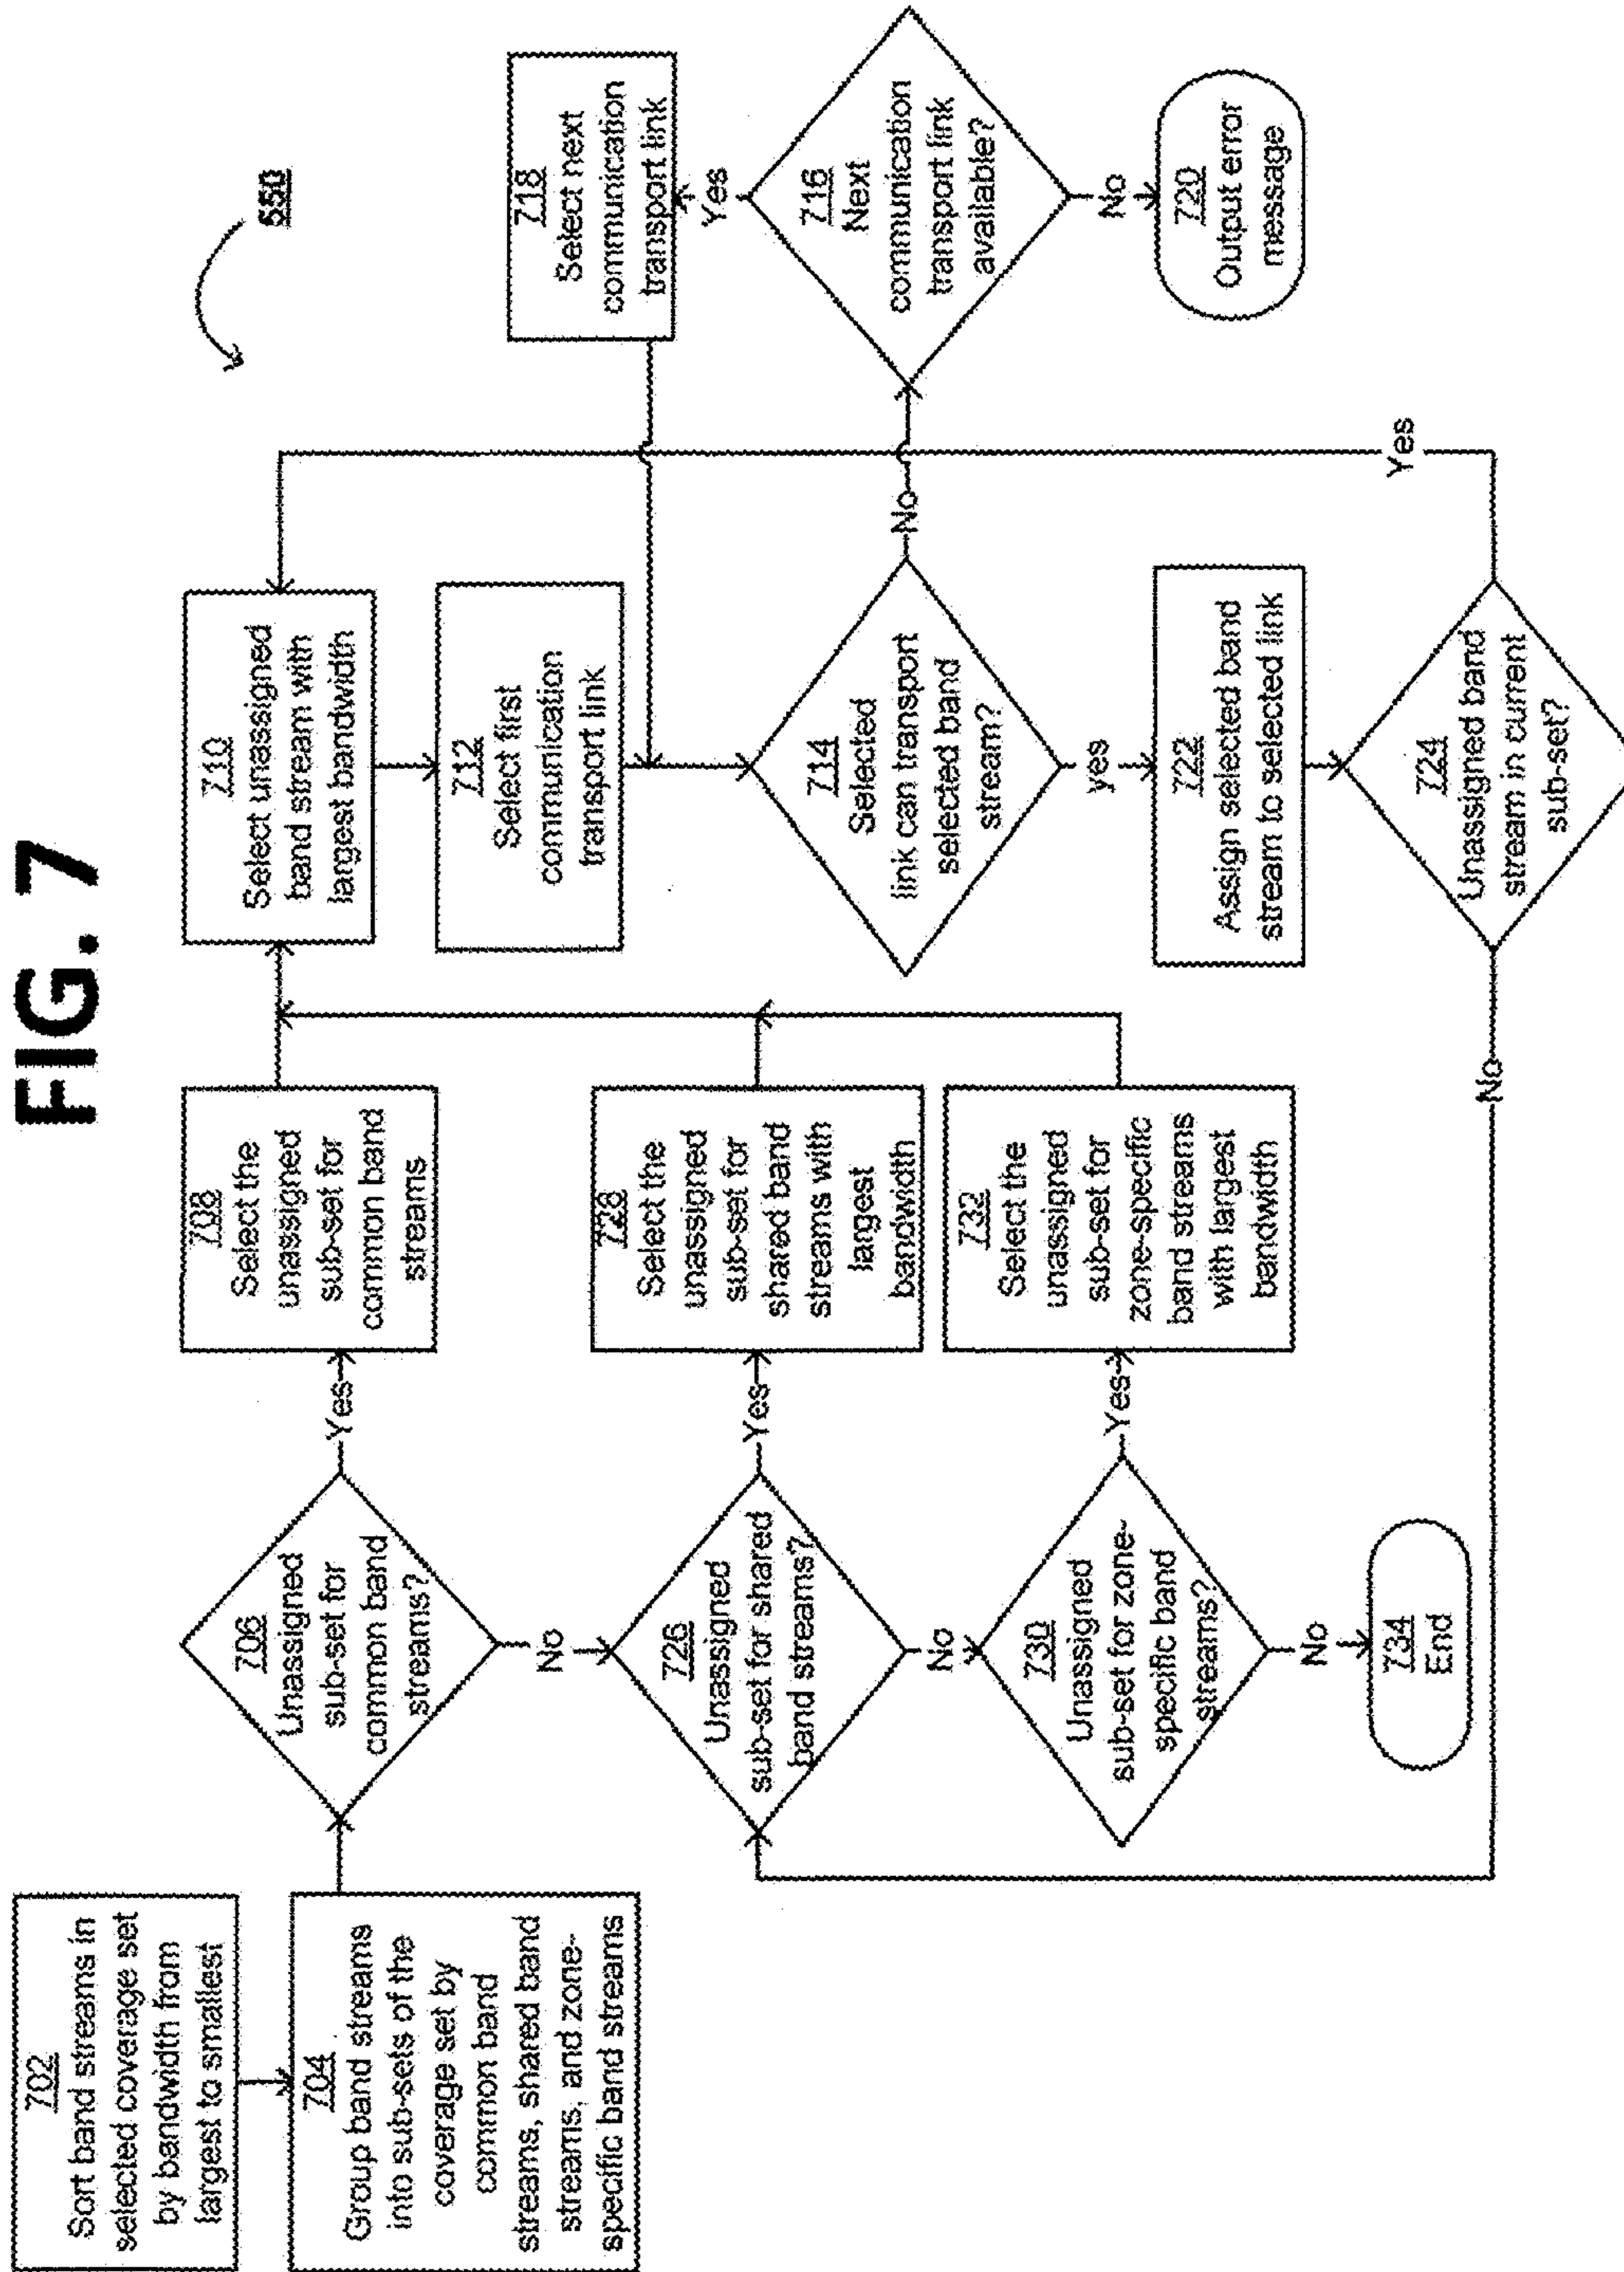 FIG. 7
550
702
Sort band streams in
selected coverage set
by bandwidth from
largest to smallest
704
Group band streams
into sub-sets of the
coverage set by
common band
streams, shared band
streams, and zone-
specific band streams
706
Unassigned
sub-set for
common band
streams?
Yes
No
708
Select the
unassigned
sub-set for
common band
streams
710
Select unassigned
band stream with
largest bandwidth
712
Select first
communication
transport link
714
Selected
link can transport
selected band
stream?
No
yes
716
Next
communication
transport link
available?
Yes
No
718
Select next
communication
transport link
720
Output error
message
722
Assign selected band
stream to selected link
724
Unassigned band
stream in current
sub-set?
Yes
No
726
Unassigned
sub-set for shared
band streams?
Yes
No
728
Select the
unassigned
sub-set for
shared band
streams with
largest
bandwidth
730
Unassigned
sub-set for zone-
specific band
streams?
Yes
No
732
Select the
unassigned
sub-set for
zone-specific
band streams
with largest
bandwidth
734
End